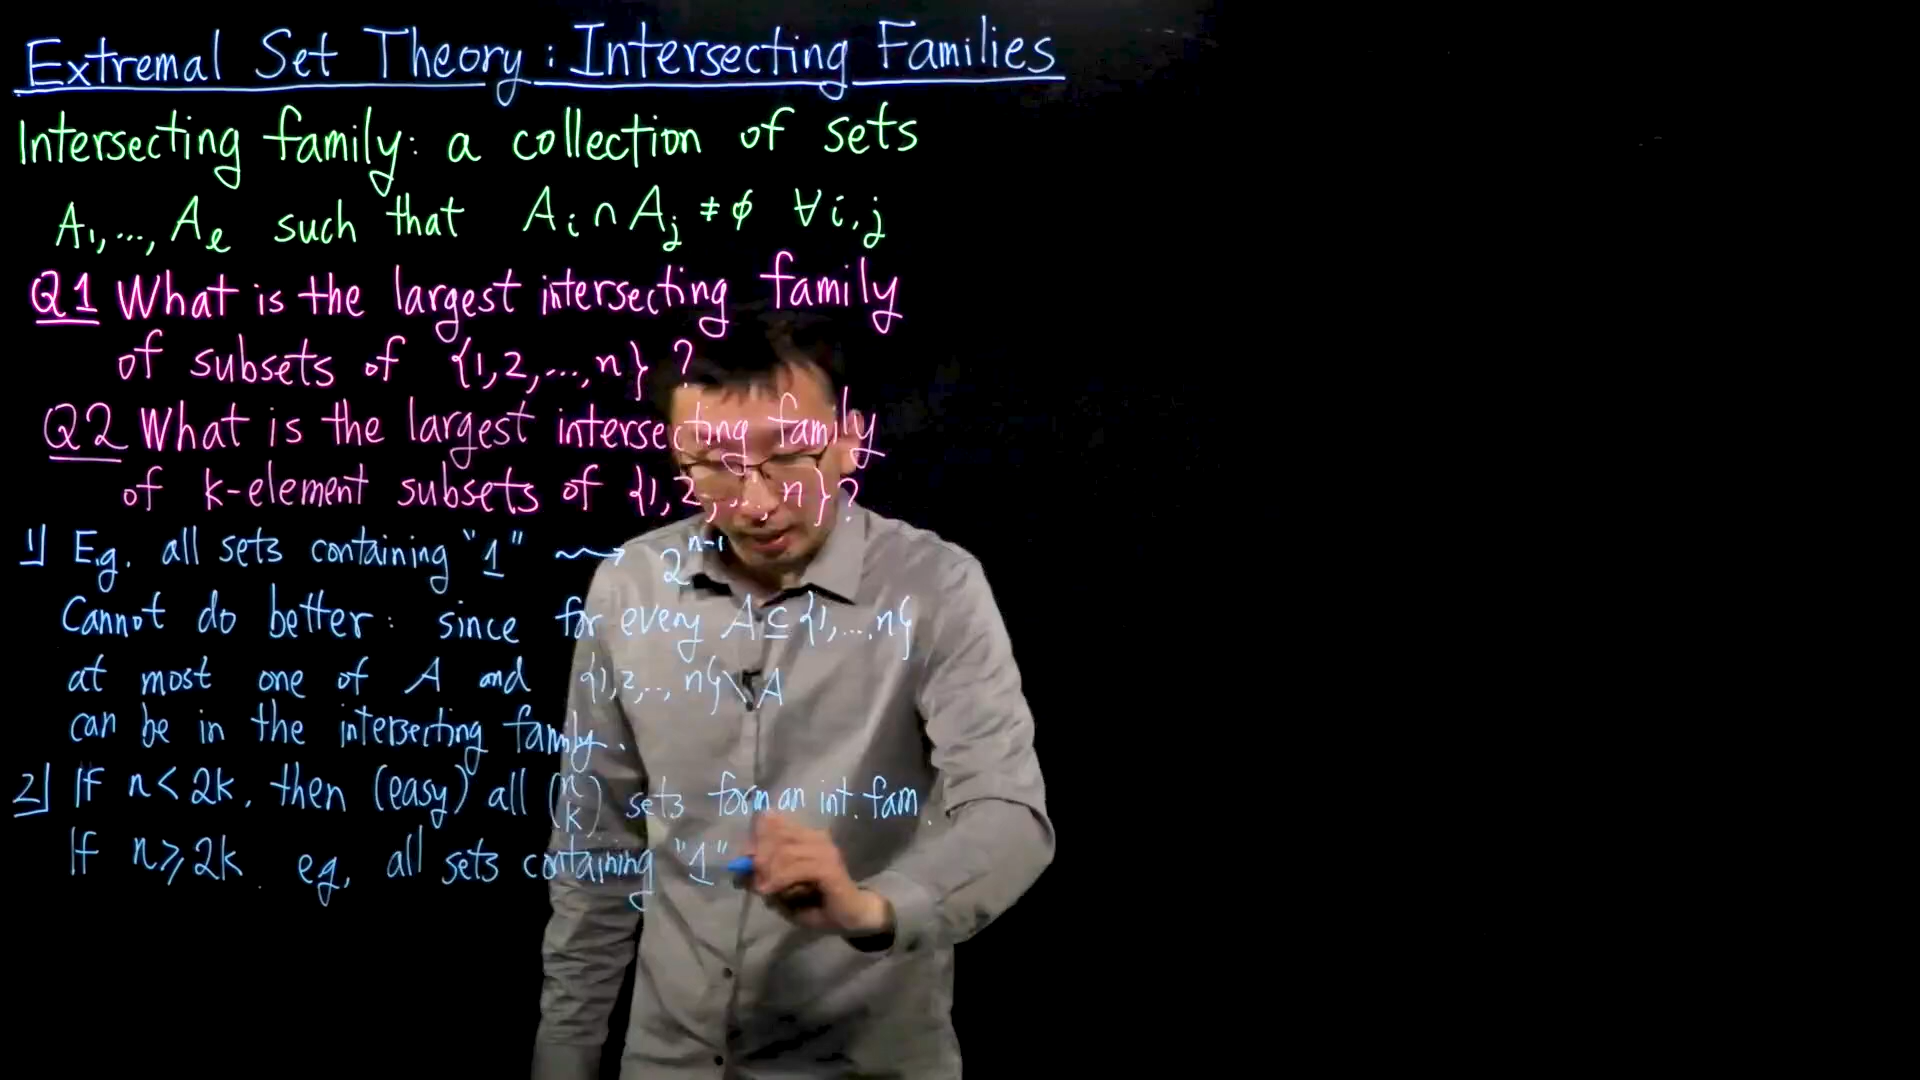 Extremal Set Theory: Intersecting Families
Intersecting family: a collection of sets
A₁,..., Aₑ such that Aᵢ ∩ Aⱼ ≠ ∅ ∀i,j
Q1 What is the largest intersecting family
of subsets of {1,2,...,n} ?
Q2 What is the largest intersecting family
of k-element subsets of {1,2,...,n}?
1) E.g. all sets containing "1" ⟿ 2ⁿ⁻¹
Cannot do better: since for every A ⊆ {1,...n}
at most one of A and {1,2,..,n} \ A
can be in the intersecting family.
2) If n < 2k, then (easy) all (n k) sets form an int. fam.
If n ⩾ 2k. eg. all sets containing "1"